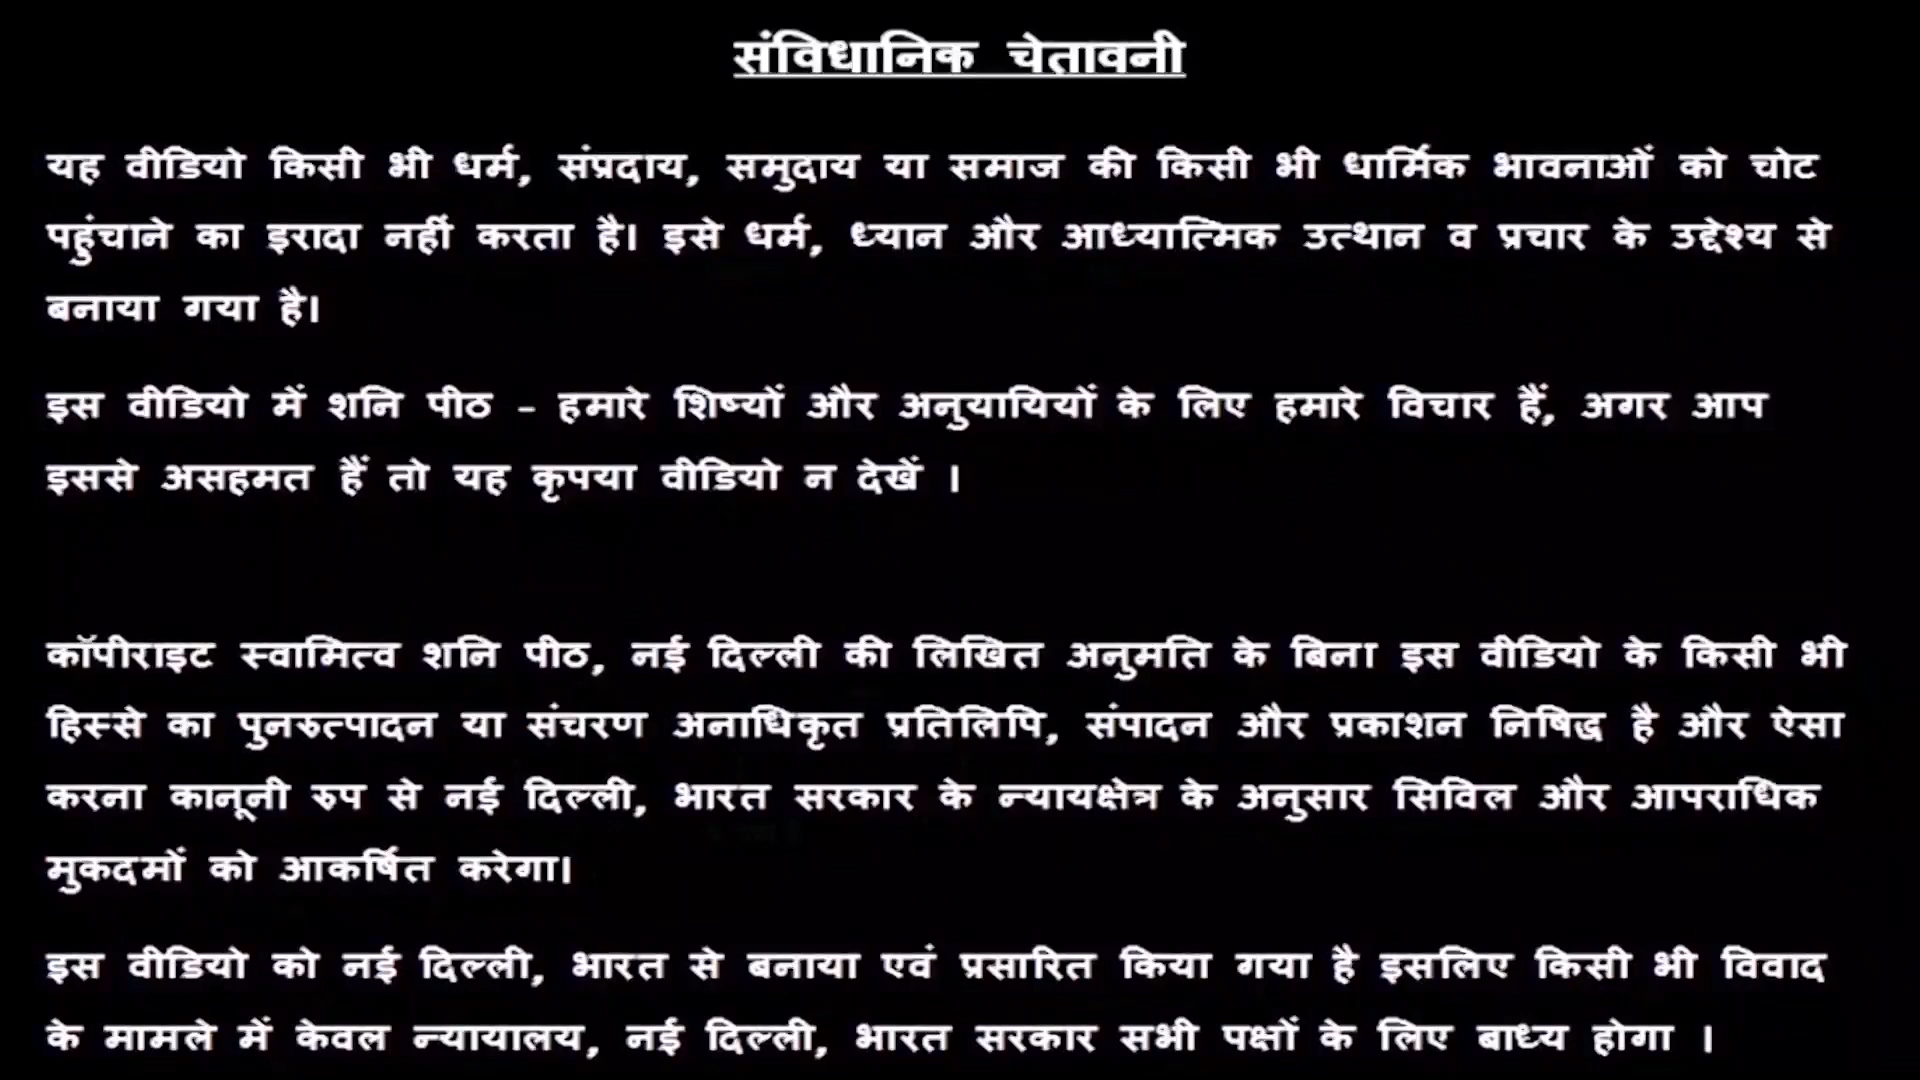 संविधानिक चेतावनी
यह वीडियो किसी भी धर्म, संप्रदाय, समुदाय या समाज की किसी भी धार्मिक भावनाओं को चोट
पहुंचाने का इरादा नहीं करता है। इसे धर्म, ध्यान और आध्यात्मिक उत्थान व प्रचार के उद्देश्य से
बनाया गया है।
इस वीडियो में शनि पीठ - हमारे शिष्यों और अनुयायियों के लिए हमारे विचार हैं, अगर आप
इससे असहमत हैं तो यह कृपया वीडियो न देखें ।
कॉपीराइट स्वामित्व शनि पीठ, नई दिल्ली की लिखित अनुमति के बिना इस वीडियो के किसी भी
हिस्से का पुनरुत्पादन या संचरण अनाधिकृत प्रतिलिपि, संपादन और प्रकाशन निषिद्ध है और ऐसा
करना कानूनी रुप से नई दिल्ली, भारत सरकार के न्यायक्षेत्र के अनुसार सिविल और आपराधिक
मुकदमों को आकर्षित करेगा।
इस वीडियो को नई दिल्ली, भारत से बनाया एवं प्रसारित किया गया है इसलिए किसी भी विवाद
के मामले में केवल न्यायालय, नई दिल्ली, भारत सरकार सभी पक्षों के लिए बाध्य होगा ।